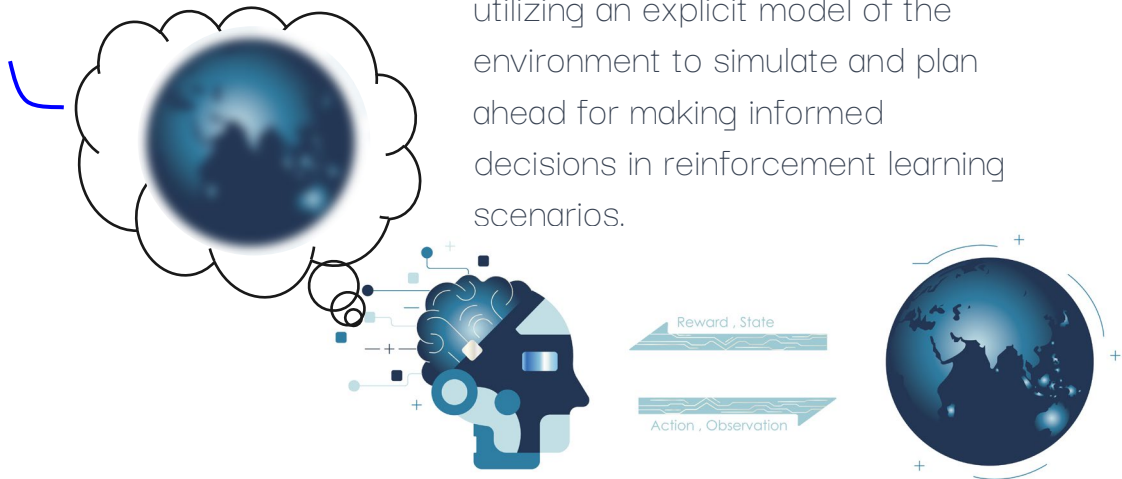 utilizing an explicit model of the
environment to simulate and plan
ahead for making informed
decisions in reinforcement learning
scenarios.
Reward , State
Action , Observation